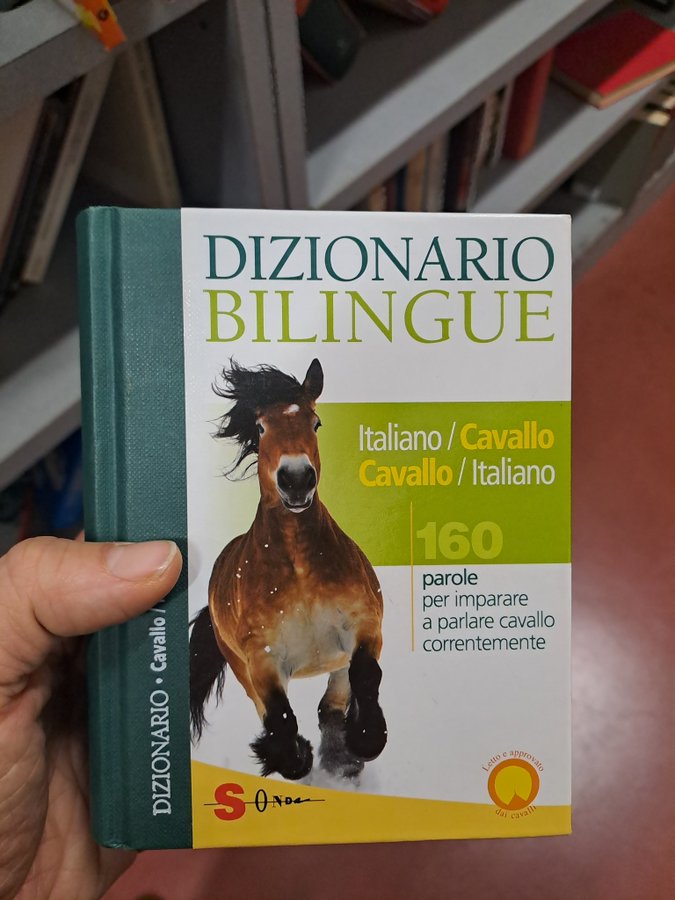 DIZIONARIO
BILINGUE
Italiano / Cavallo
Cavallo / Italiano
160
parole
per imparare
a parlare cavallo
correntemente
Letto e approvato
dai cavalli
SONDA
DIZIONARIO • Cavallo /